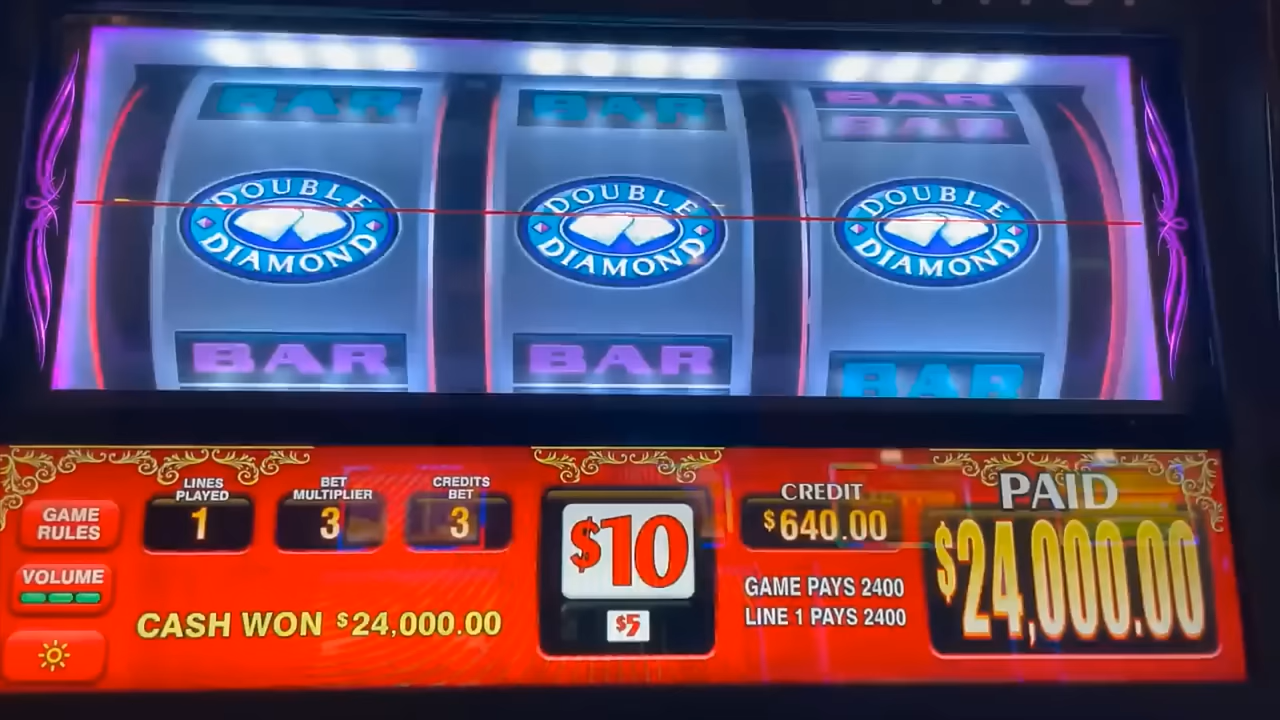 BAR
BAR
BAR
BAR
DOUBLE
DIAMOND
DOUBLE
DIAMOND
DOUBLE
DIAMOND
BAR
BAR
BAR
GAME
RULES
LINES
PLAYED
1
BET
MULTIPLIER
3
CREDITS
BET
3
$10
$5
CREDIT
$640.00
PAID
$24,000.00
VOLUME
CASH WON $24,000.00
GAME PAYS 2400
LINE 1 PAYS 2400